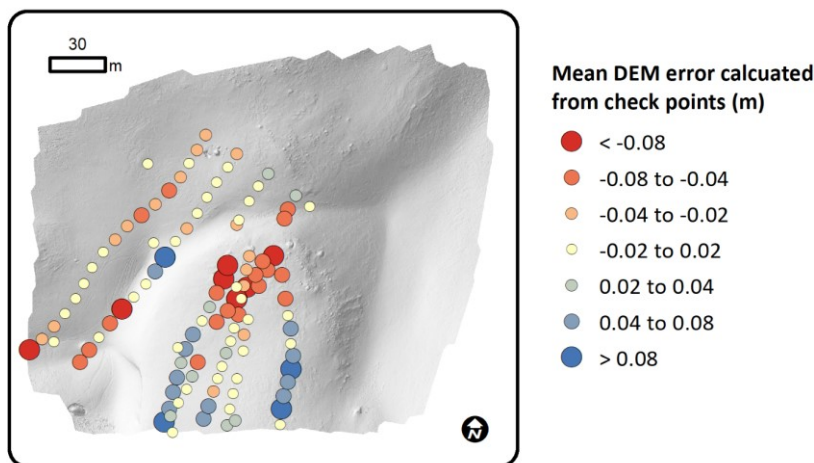 30
m
Mean DEM error calcuated
from check points (m)
< -0.08
-0.08 to -0.04
-0.04 to -0.02
-0.02 to 0.02
0.02 to 0.04
0.04 to 0.08
> 0.08
N